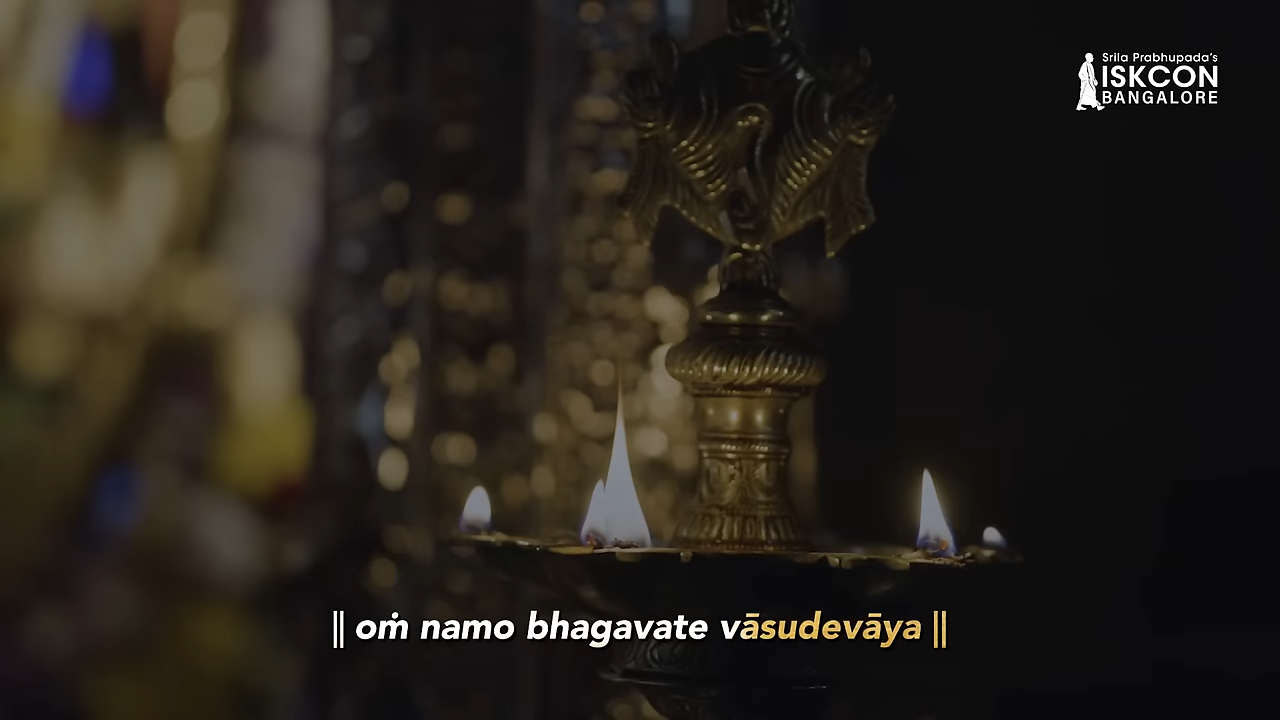 Srila Prabhupada's
ISKCON
BANGALORE
|| oṁ namo bhagavate vāsudevāya ||